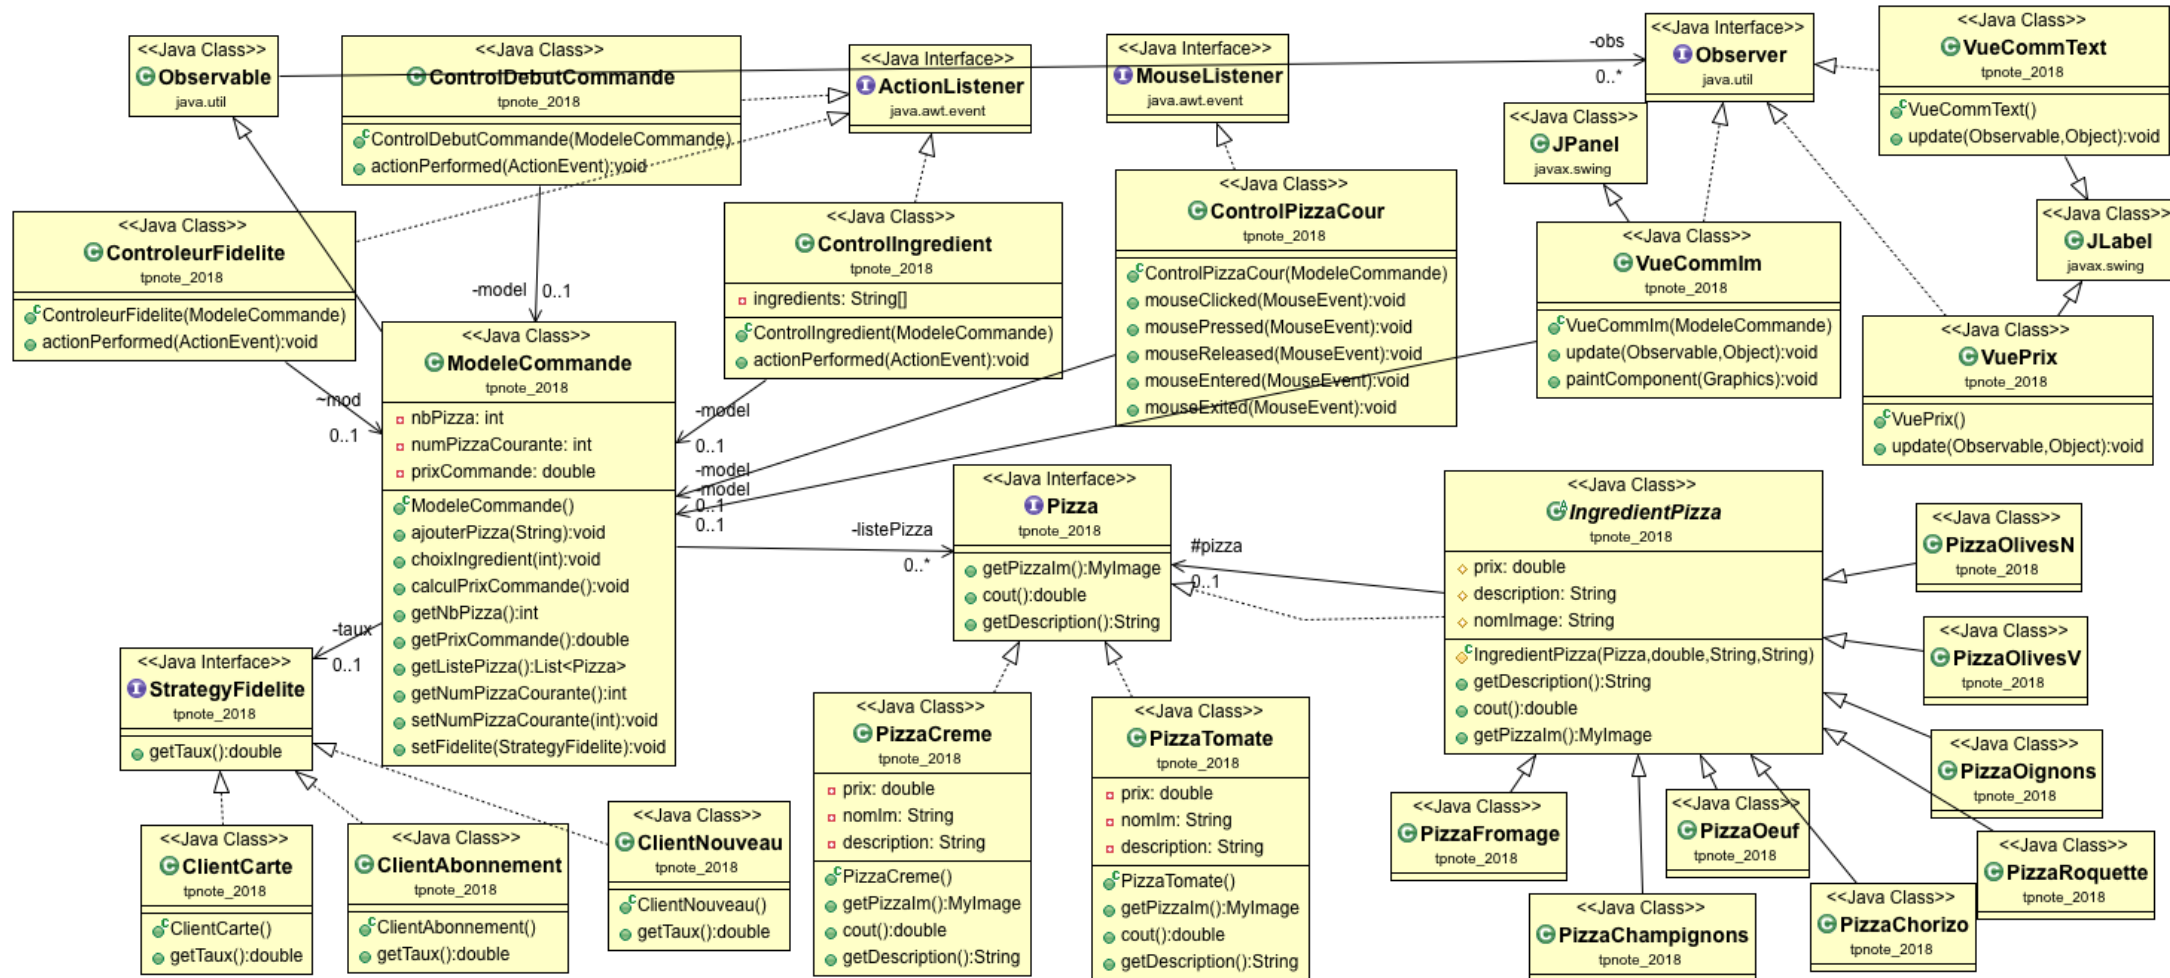 <<Java Class>>
Observable
java.util
<<Java Class>>
ControlDebutCommande
tpnote_2018
ControlDebutCommande(ModeleCommande)
actionPerformed(ActionEvent):void
<<Java Interface>>
ActionListener
java.awt.event
<<Java Interface>>
MouseListener
java.awt.event
-obs
0..*
<<Java Interface>>
Observer
java.util
<<Java Class>>
VueCommText
tpnote_2018
VueCommText()
update(Observable,Object):void
<<Java Class>>
JPanel
javax.swing
<<Java Class>>
JLabel
javax.swing
<<Java Class>>
ControleurFidelite
tpnote_2018
ControleurFidelite(ModeleCommande)
actionPerformed(ActionEvent):void
~mod
0..1
-model
0..1
<<Java Class>>
ControlIngredient
tpnote_2018
ingredients: String[]
ControlIngredient(ModeleCommande)
actionPerformed(ActionEvent):void
<<Java Class>>
ControlPizzaCour
tpnote_2018
ControlPizzaCour(ModeleCommande)
mouseClicked(MouseEvent):void
mousePressed(MouseEvent):void
mouseReleased(MouseEvent):void
mouseEntered(MouseEvent):void
mouseExited(MouseEvent):void
<<Java Class>>
VueCommIm
tpnote_2018
VueCommIm(ModeleCommande)
update(Observable,Object):void
paintComponent(Graphics):void
<<Java Class>>
VuePrix
tpnote_2018
VuePrix()
update(Observable,Object):void
<<Java Class>>
ModeleCommande
tpnote_2018
nbPizza: int
numPizzaCourante: int
prixCommande: double
ModeleCommande()
ajouterPizza(String):void
choixIngredient(int):void
calculPrixCommande():void
getNbPizza():int
getPrixCommande():double
getListePizza():List<Pizza>
getNumPizzaCourante():int
setNumPizzaCourante(int):void
setFidelite(StrategyFidelite):void
-model
0..1
-model
-model
0..1
0..1
-listePizza
0..*
-taux
0..1
<<Java Interface>>
Pizza
tpnote_2018
getPizzaIm():MyImage
cout():double
getDescription():String
#pizza
0..1
<<Java Class>>
IngredientPizza
tpnote_2018
prix: double
description: String
nomImage: String
IngredientPizza(Pizza,double,String,String)
getDescription():String
cout():double
getPizzaIm():MyImage
<<Java Class>>
PizzaOlivesN
tpnote_2018
<<Java Class>>
PizzaOlivesV
tpnote_2018
<<Java Class>>
PizzaOignons
tpnote_2018
<<Java Class>>
PizzaRoquette
tpnote_2018
<<Java Interface>>
StrategyFidelite
tpnote_2018
getTaux():double
<<Java Class>>
ClientCarte
tpnote_2018
ClientCarte()
getTaux():double
<<Java Class>>
ClientAbonnement
tpnote_2018
ClientAbonnement()
getTaux():double
<<Java Class>>
ClientNouveau
tpnote_2018
ClientNouveau()
getTaux():double
<<Java Class>>
PizzaCreme
tpnote_2018
prix: double
nomIm: String
description: String
PizzaCreme()
getPizzaIm():MyImage
cout():double
getDescription():String
<<Java Class>>
PizzaTomate
tpnote_2018
prix: double
nomIm: String
description: String
PizzaTomate()
getPizzaIm():MyImage
cout():double
getDescription():String
<<Java Class>>
PizzaFromage
tpnote_2018
<<Java Class>>
PizzaChampignons
tpnote_2018
<<Java Class>>
PizzaOeuf
tpnote_2018
<<Java Class>>
PizzaChorizo
tpnote_2018